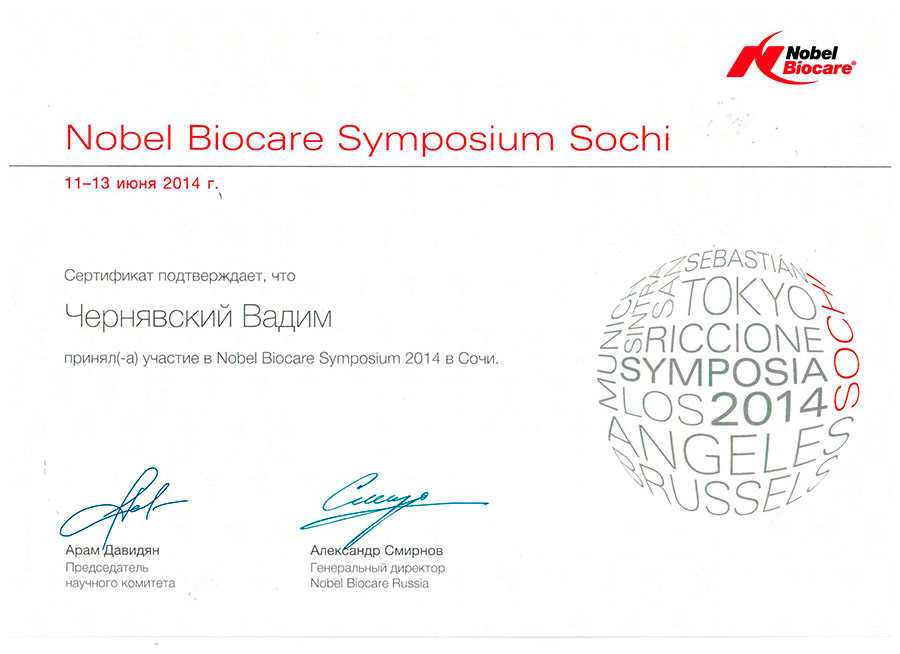 Nobel
Biocare®
Nobel Biocare Symposium Sochi
11–13 июня 2014 г.
Сертификат подтверждает, что
Чернявский Вадим
принял(-а) участие в Nobel Biocare Symposium 2014 в Сочи.
SAN SEBASTIÁN
MUNICH
SINTRA
TOKYO
RICCIONE
SYMPOSIA
SOCHI
LOS 2014
ANGELES
BRUSSELS
Арам Давидян
Председатель
научного комитета
Александр Смирнов
Генеральный директор
Nobel Biocare Russia